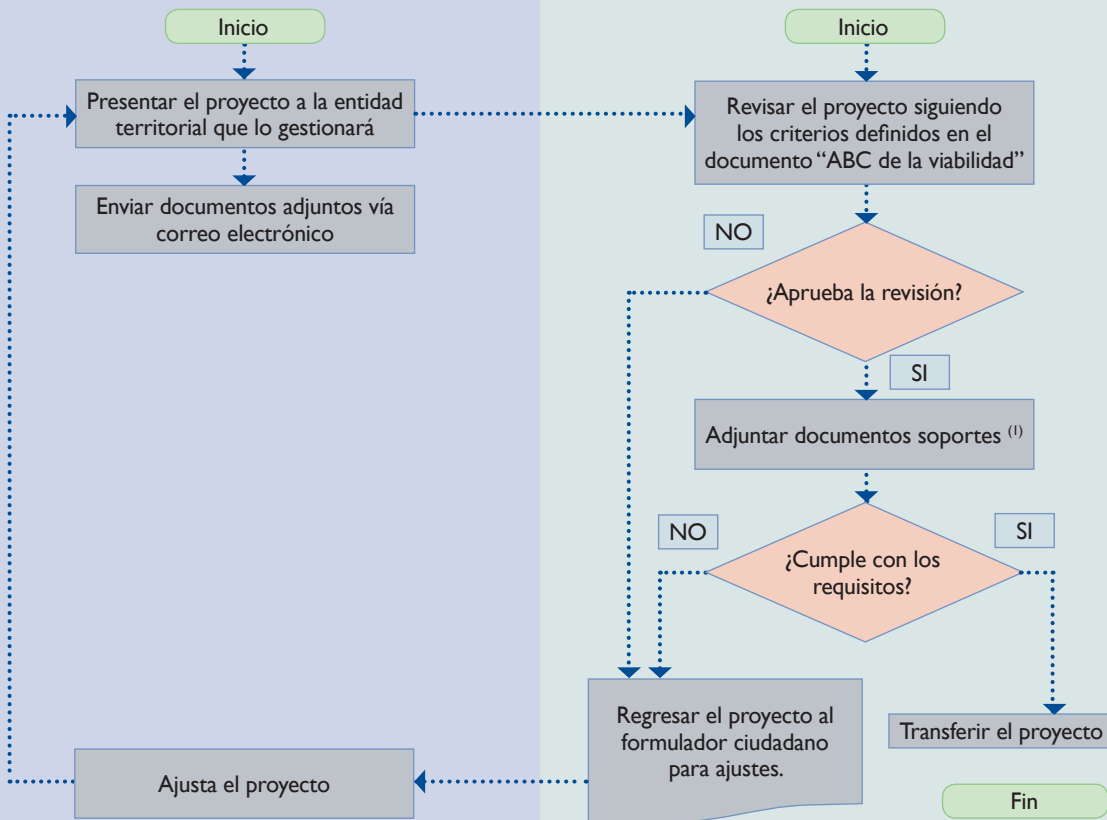 Inicio
Presentar el proyecto a la entidad
territorial que lo gestionará
Enviar documentos adjuntos vía
correo electrónico
Ajusta el proyecto
Inicio
Revisar el proyecto siguiendo
los criterios definidos en el
documento “ABC de la viabilidad”
NO
¿Aprueba la revisión?
SI
Adjuntar documentos soportes (1)
NO
SI
¿Cumple con los
requisitos?
Regresar el proyecto al
formulador ciudadano
para ajustes.
Transferir el proyecto
Fin